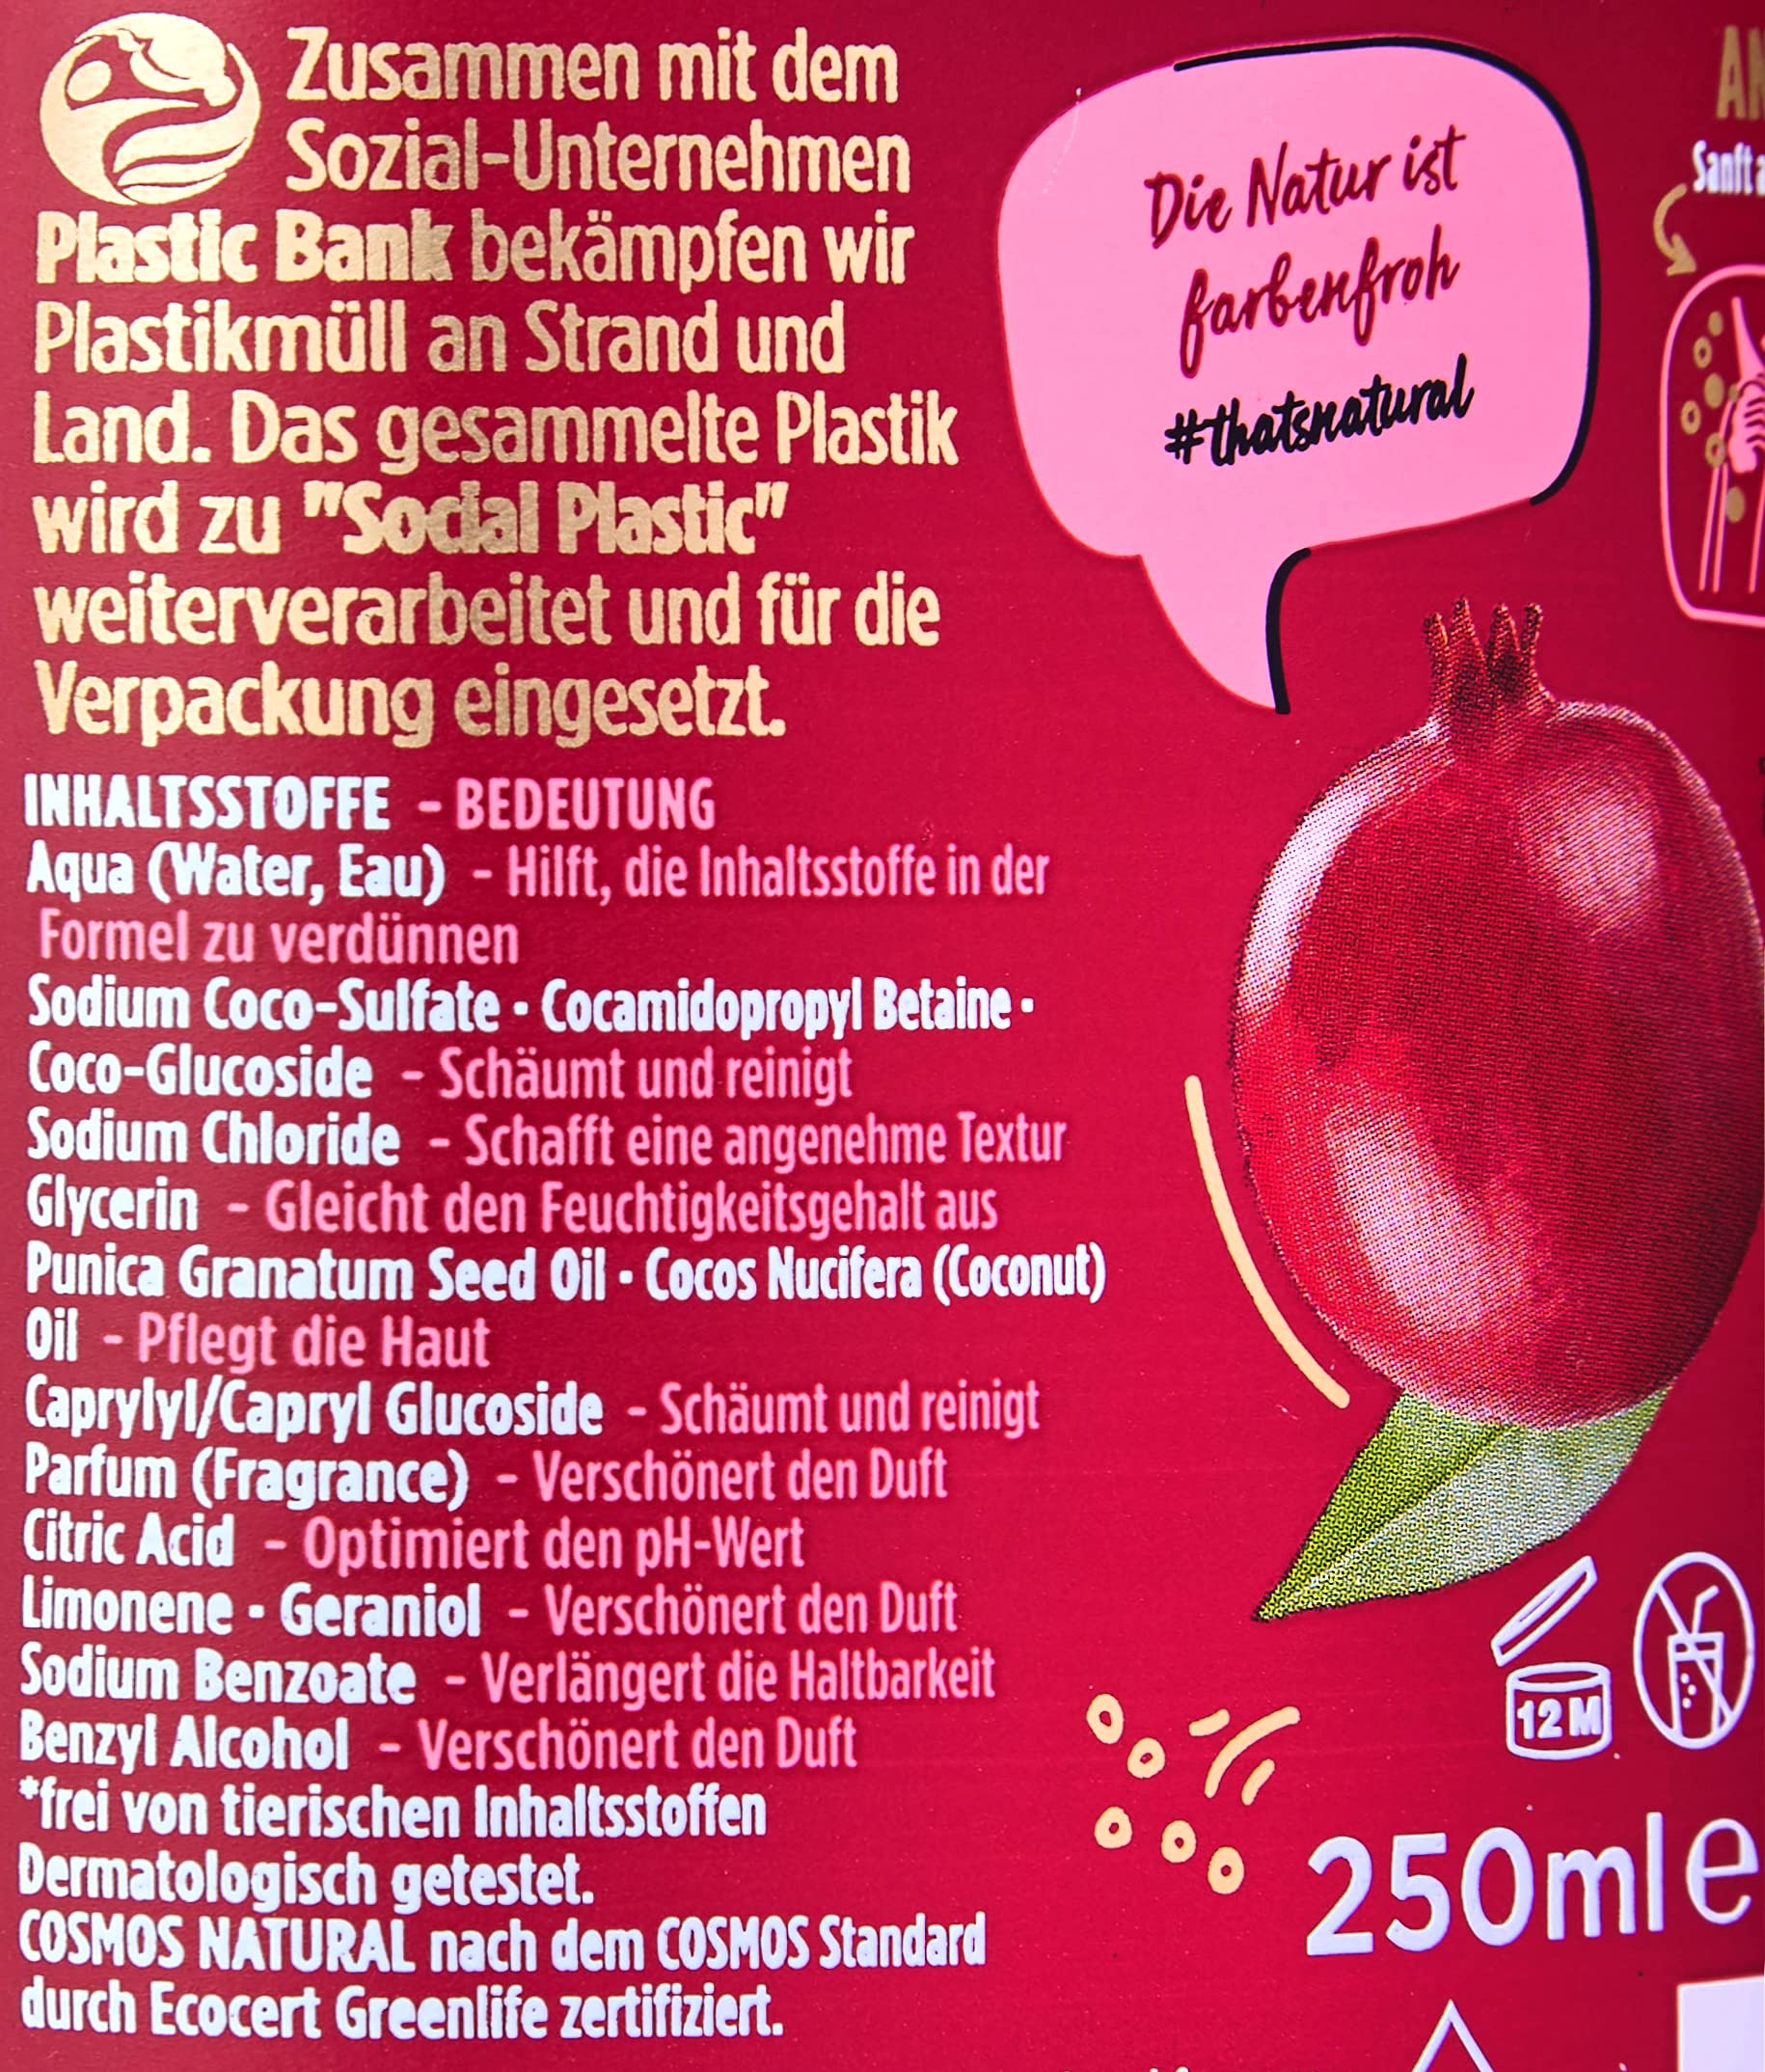 Zusammen mit dem
Sozial-Unternehmen
Plastic Bank bekämpfen wir
Plastikmüll an Strand und
Land. Das gesammelte Plastik
wird zu "Social Plastic"
weiterverarbeitet und für die
Verpackung eingesetzt.
INHALTSSTOFFE - BEDEUTUNG
Aqua (Water, Eau) - Hilft, die Inhaltsstoffe in der
Formel zu verdünnen
Sodium Coco-Sulfate · Cocamidopropyl Betaine ·
Coco-Glucoside - Schäumt und reinigt
Sodium Chloride - Schafft eine angenehme Textur
Glycerin - Gleicht den Feuchtigkeitsgehalt aus
Punica Granatum Seed Oil · Cocos Nucifera (Coconut)
Oil - Pflegt die Haut
Caprylyl/Capryl Glucoside - Schäumt und reinigt
Parfum (Fragrance) - Verschönert den Duft
Citric Acid - Optimiert den pH-Wert
Limonene · Geraniol - Verschönert den Duft
Sodium Benzoate - Verlängert die Haltbarkeit
Benzyl Alcohol - Verschönert den Duft
*frei von tierischen Inhaltsstoffen
Dermatologisch getestet.
COSMOS NATURAL nach dem COSMOS Standard
durch Ecocert Greenlife zertifiziert.
Die Natur ist
farbenfroh
#thatsnatural
Sanft
12 M
250ml e